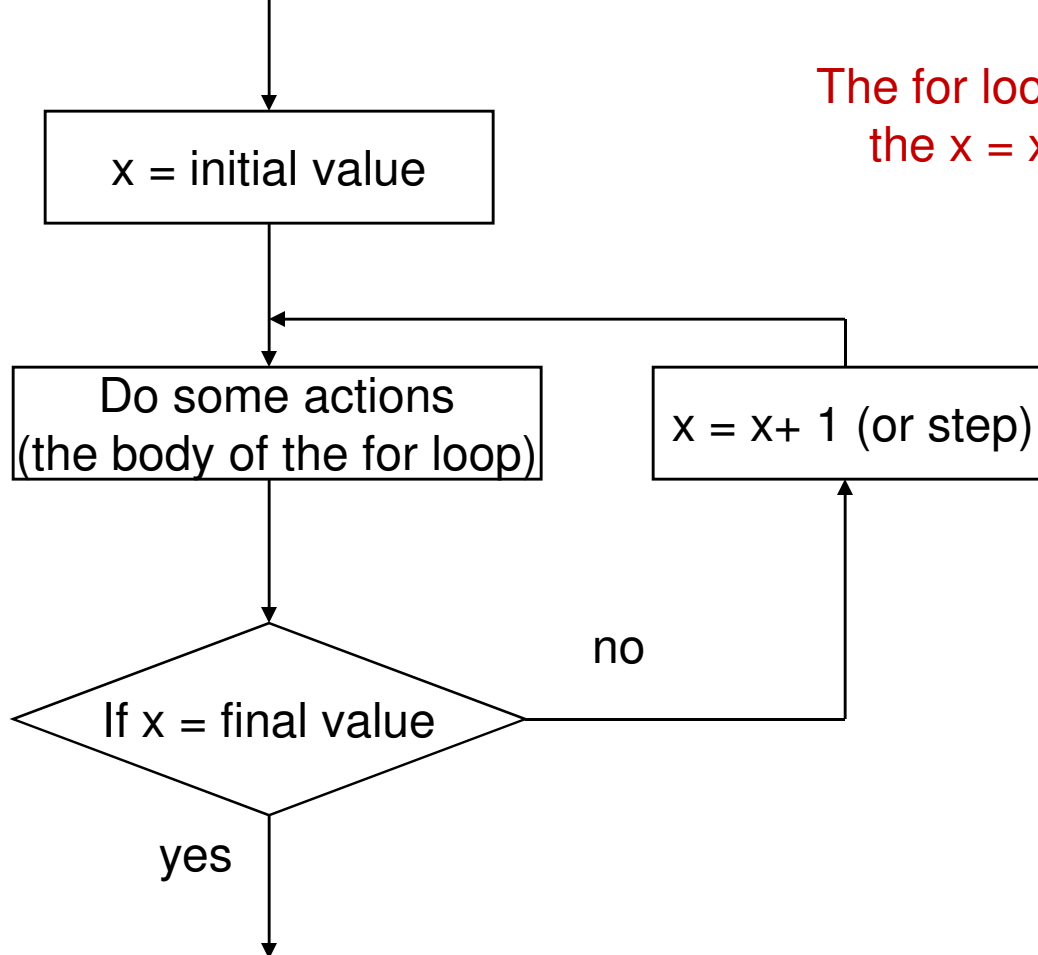 The for
the x =
x = initial value
Do some actions
(the body of the for loop)
x = x+ 1 (or step)
no
If x = final value
yes